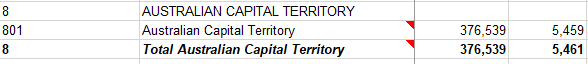 8 AUSTRALIAN CAPITAL TERRITORY
801 Australian Capital Territory 376,539 5,459
8 Total Australian Capital Territory 376,539 5,461